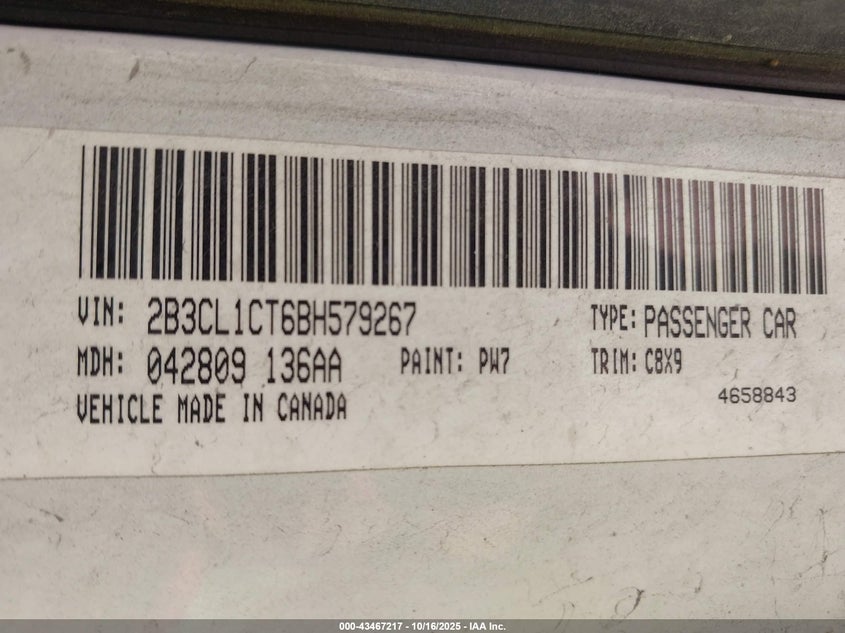 VIN: 2B3CL1CT6BH579267 TYPE: PASSENGER CAR
MDH: 042809 136AA PAINT: PW7 TRIM: C8X9
4658843
VEHICLE MADE IN CANADA
000-43467217 - 10/16/2025 - IAA Inc.